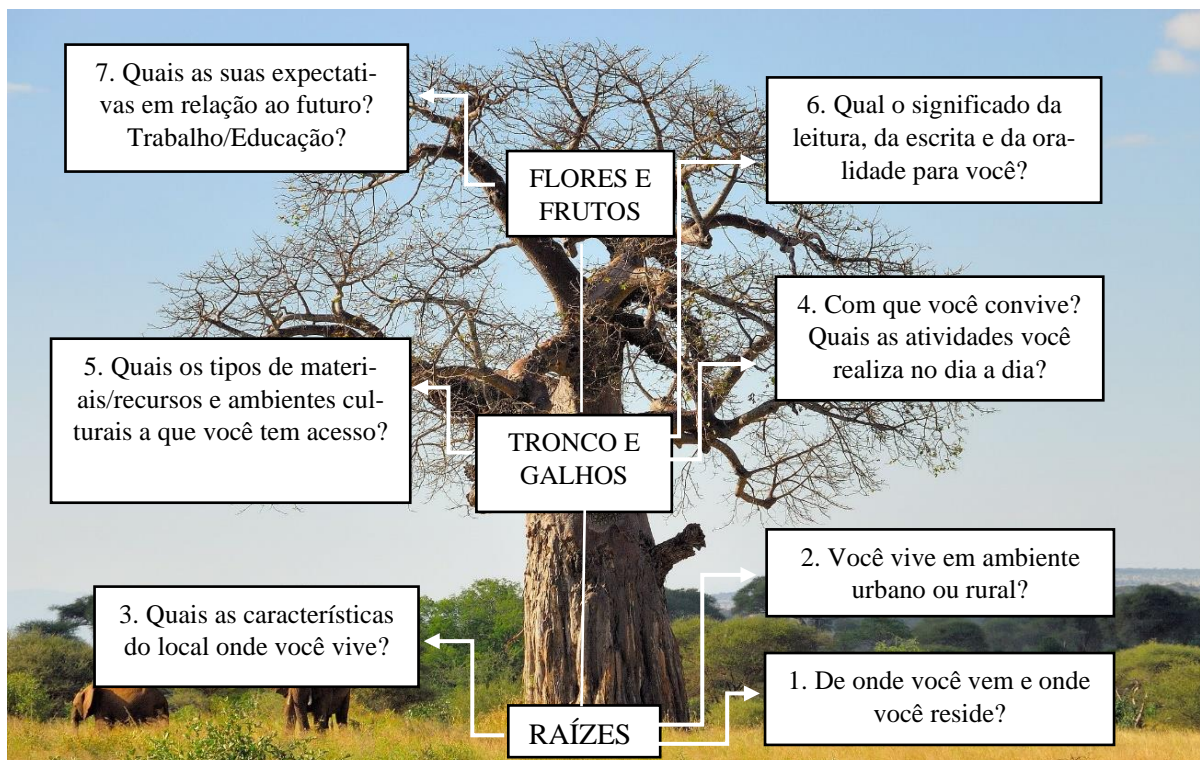 7. Quais as suas expectati-
vas em relação ao futuro?
Trabalho/Educação?
6. Qual o significado da
leitura, da escrita e da ora-
lidade para você?
FLORES E
FRUTOS
4. Com que você convive?
Quais as atividades você
realiza no dia a dia?
5. Quais os tipos de materi-
ais/recursos e ambientes cul-
turais a que você tem acesso?
TRONCO E
GALHOS
2. Você vive em ambiente
urbano ou rural?
3. Quais as características
do local onde você vive?
1. De onde você vem e onde
você reside?
RAÍZES